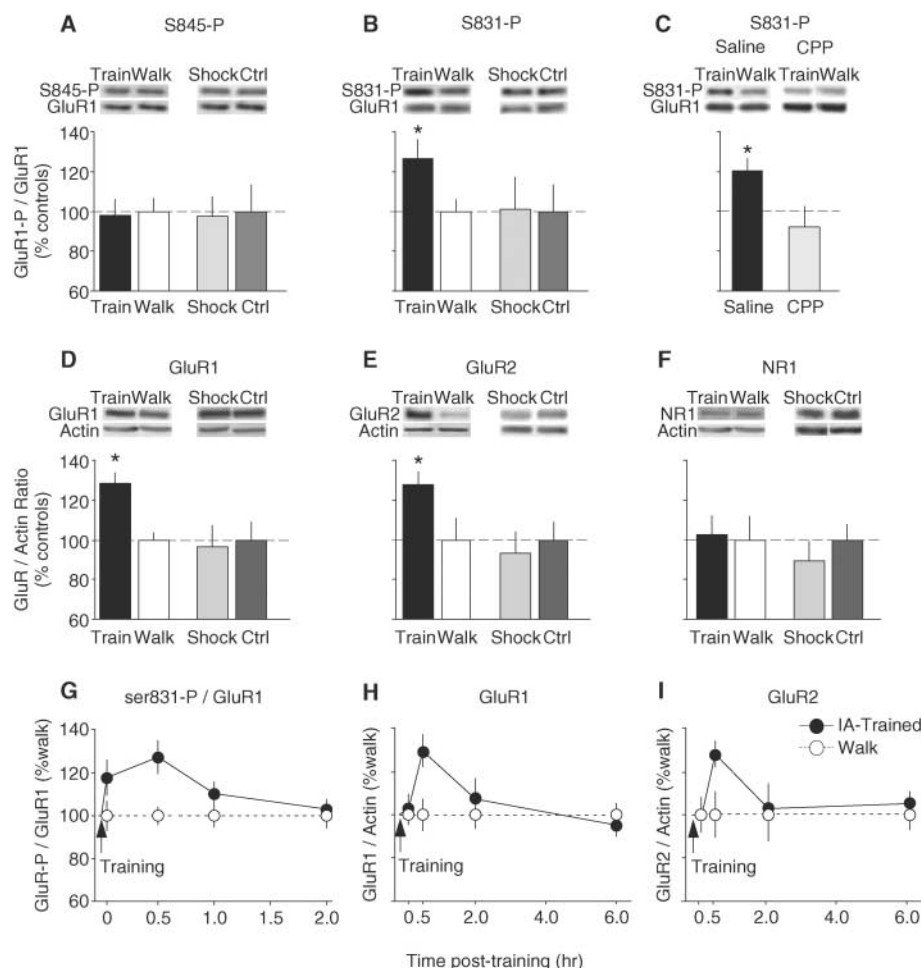 A S845-P
Train Walk Shock Ctrl
S845-P
GluR1
GluR1-P / GluR1
(% controls)
140
120
100
80
60
Train Walk Shock Ctrl
B S831-P
Train Walk Shock Ctrl
S831-P
GluR1
*
Train Walk Shock Ctrl
C S831-P
Saline CPP
Train Walk Train Walk
S831-P
GluR1
*
Saline CPP
D GluR1
Train Walk Shock Ctrl
GluR1
Actin
GluR / Actin Ratio
(% controls)
140
120
100
80
60
*
Train Walk Shock Ctrl
E GluR2
Train Walk Shock Ctrl
GluR2
Actin
*
Train Walk Shock Ctrl
F NR1
Train Walk Shock Ctrl
NR1
Actin
Train Walk Shock Ctrl
G ser831-P / GluR1
GluR-P / GluR1 (%walk)
140
120
100
80
60
Training
0 0.5 1.0 2.0
H GluR1
GluR1 / Actin (%walk)
Training
0.5 2.0 4.0 6.0
I GluR2
IA-Trained
Walk
GluR2 / Actin (%walk)
Training
0.5 2.0 4.0 6.0
Time post-training (hr)